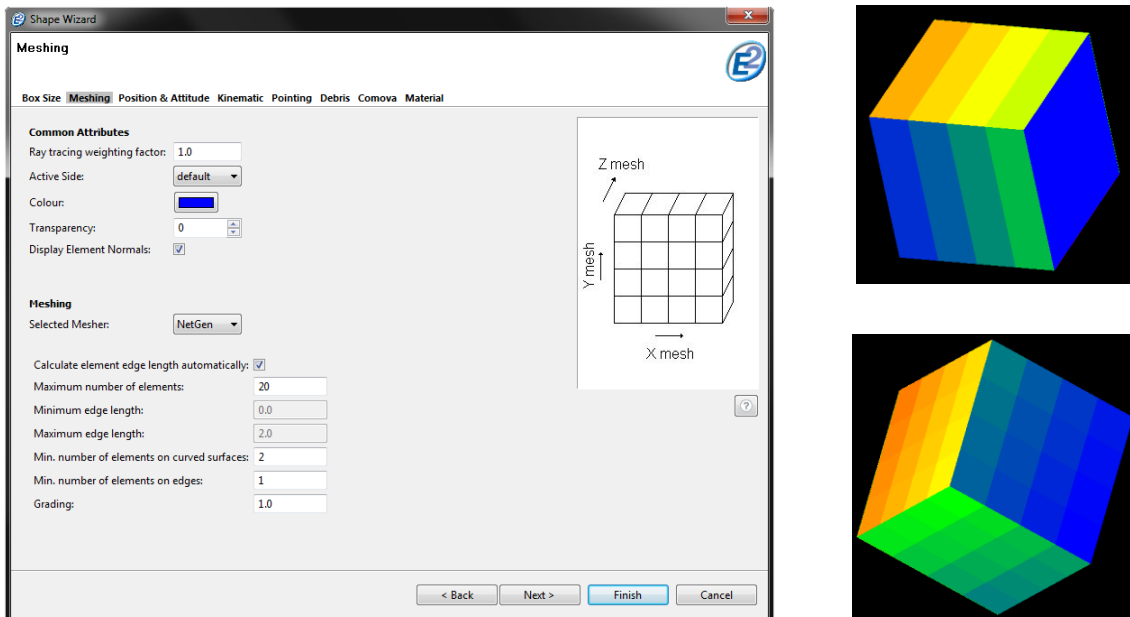 Shape Wizard
Meshing
E2
Box Size Meshing Position & Attitude Kinematic Pointing Debris Comova Material
Common Attributes
Ray tracing weighting factor: 1.0
Active Side: default
Colour:
Transparency: 0
Display Element Normals:
Meshing
Selected Mesher: NetGen
Calculate element edge length automatically:
Maximum number of elements: 20
Minimum edge length: 0.0
Maximum edge length: 2.0
Min. number of elements on curved surfaces: 2
Min. number of elements on edges: 1
Grading: 1.0
Z mesh
Y mesh
X mesh
?
< Back Next > Finish Cancel